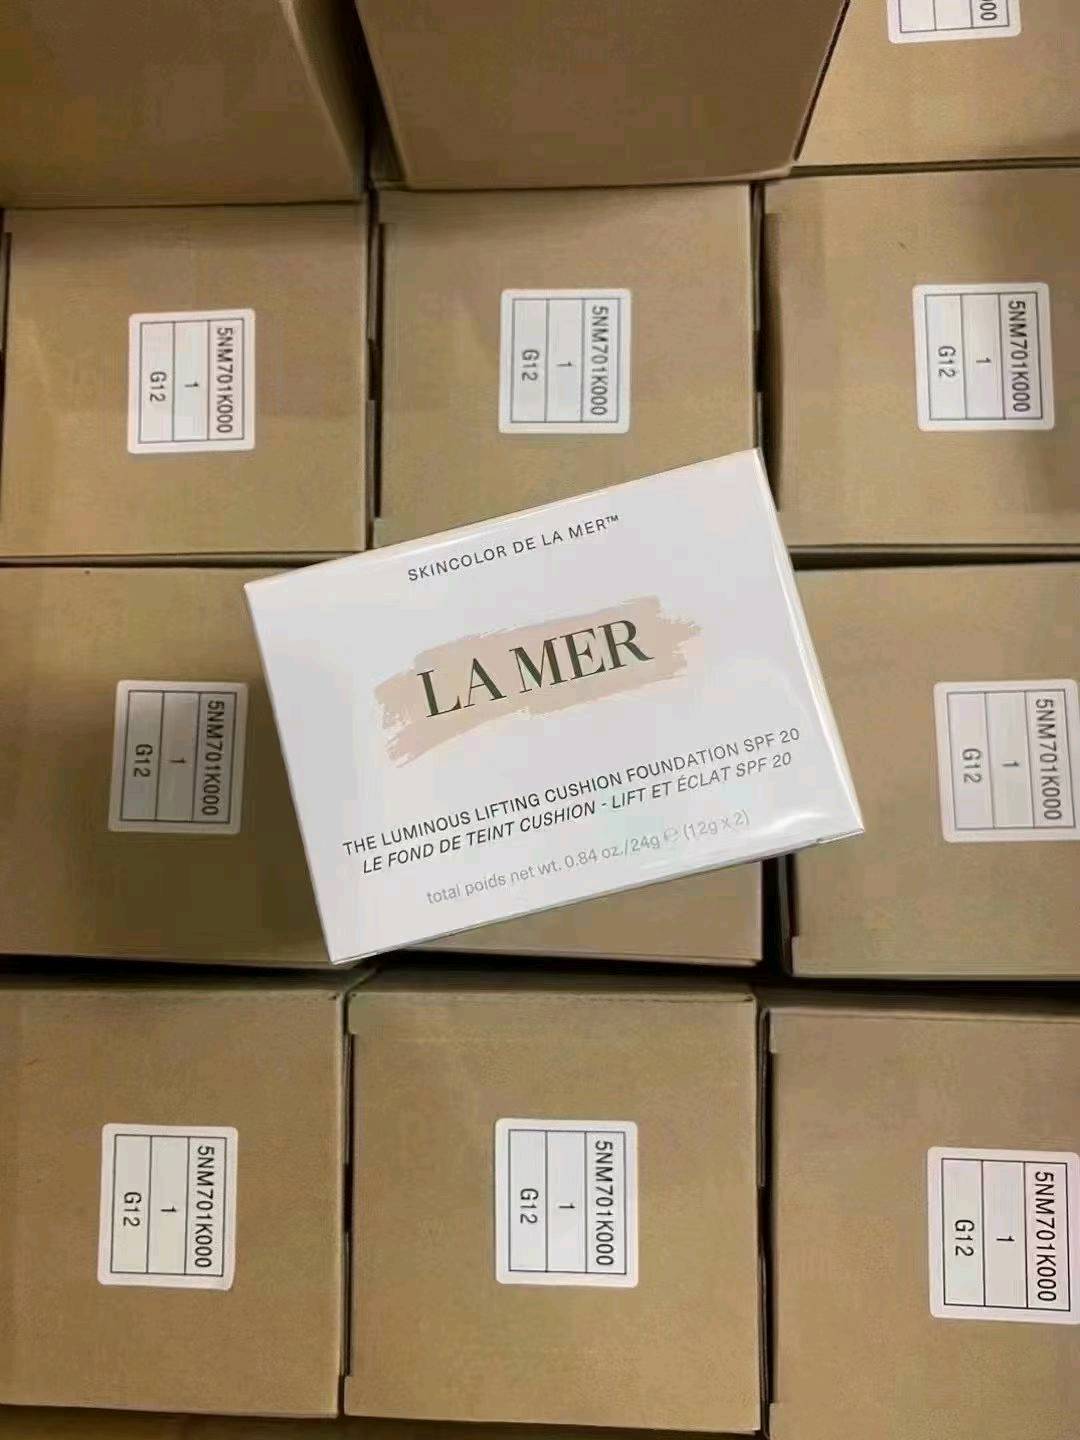 00
5NM701K000
1
G12
5NM701K000
1
G12
5NM701K000
1
G12
SKINCOLOR DE LA MER™
LA MER
THE LUMINOUS LIFTING CUSHION FOUNDATION SPF 20
LE FOND DE TEINT CUSHION - LIFT ET ÉCLAT SPF 20
total poids net wt. 0.84 oz./24g ℮ (12g x 2)
5NM701K000
1
G12
5NM701K000
1
G12
5NM701K000
1
G12
5NM701K000
1
G12
5NM701K000
1
G12